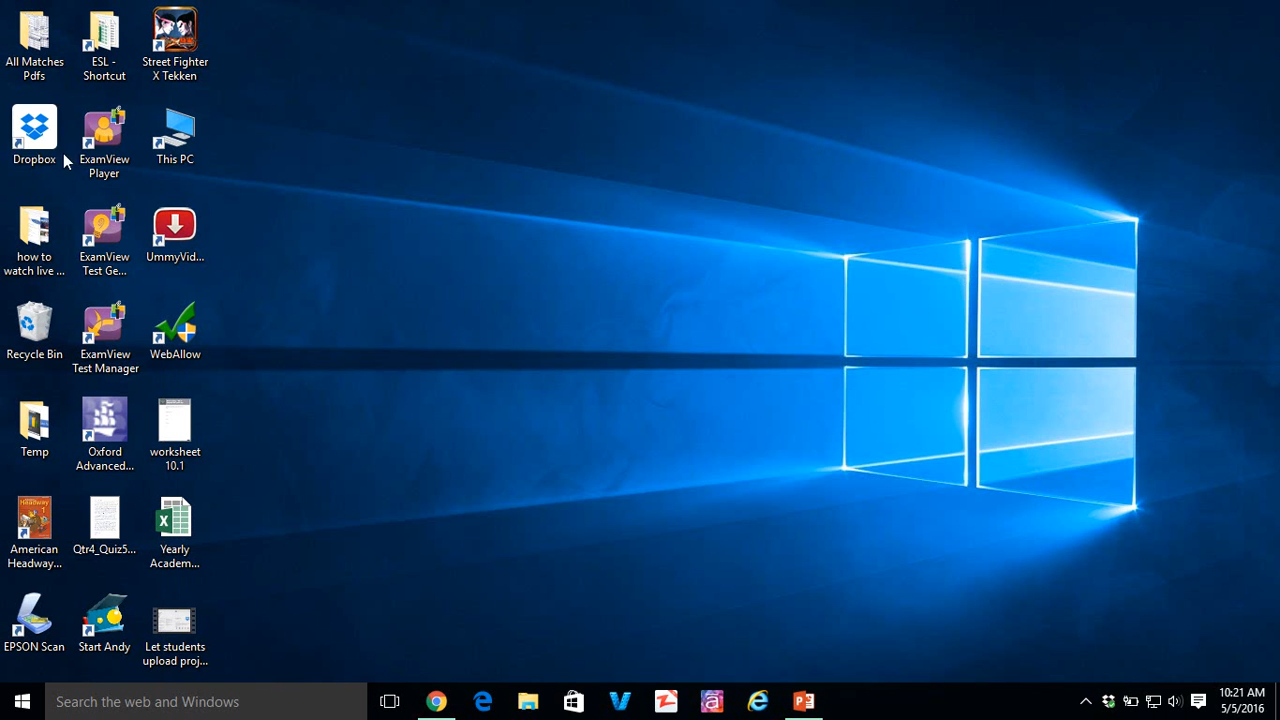 All Matches
Pdfs
ESL -
Shortcut
Street Fighter
X Tekken
Dropbox
ExamView
Player
This PC
how to
watch live ...
ExamView
Test Ge...
UmmyVid...
Recycle Bin
ExamView
Test Manager
WebAllow
Temp
Oxford
Advanced...
worksheet
10.1
American
Headway...
Qtr4_Quiz5...
Yearly
Academ...
EPSON Scan
Start Andy
Let students
upload proj...
Search the web and Windows
10:21 AM
5/5/2016